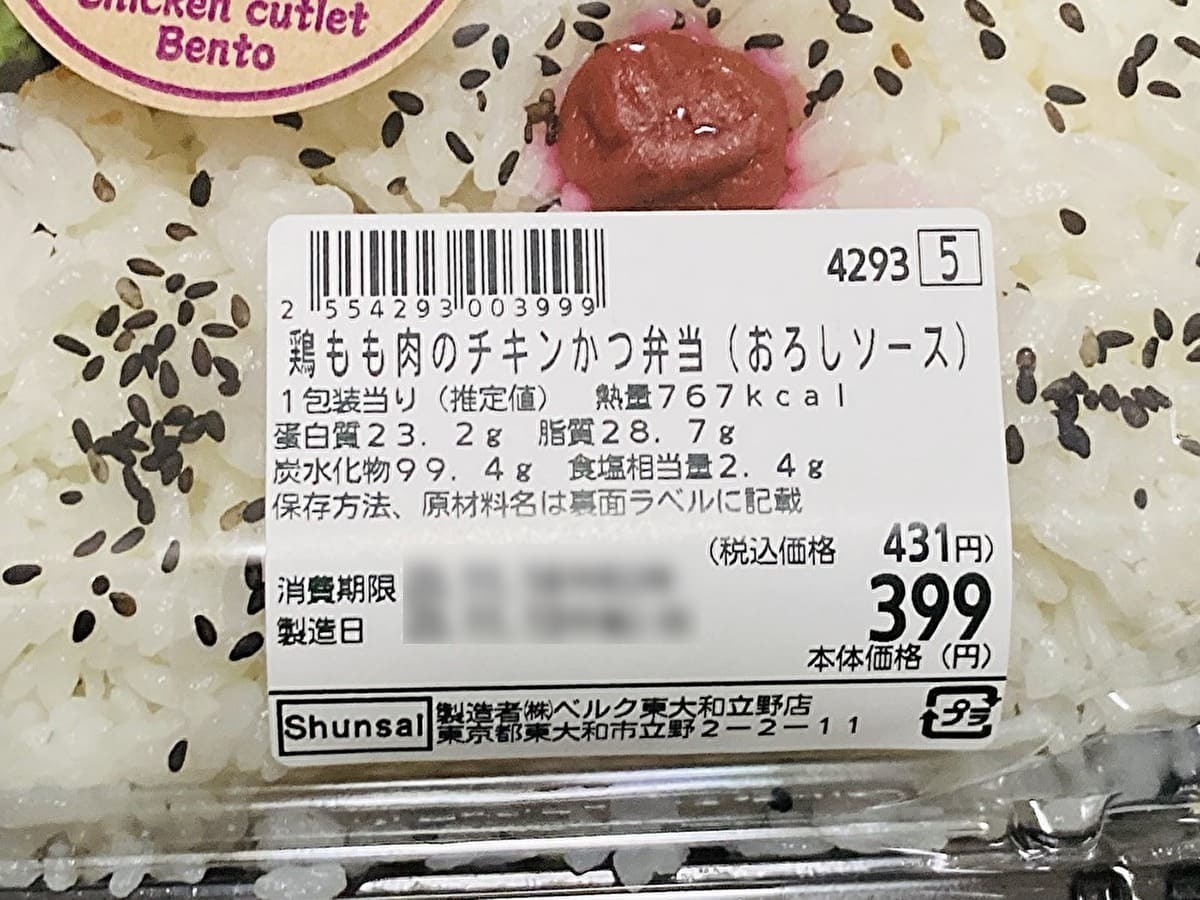 Chicken cutlet
Bento
4293 5
2 554293 003999
鶏もも肉のチキンかつ弁当(おろしソース)
1包装当り(推定値) 熱量767kcal
蛋白質23.2g 脂質28.7g
炭水化物99.4g 食塩相当量2.4g
保存方法、原材料名は裏面ラベルに記載
(税込価格 431円)
消費期限
399
製造日
本体価格(円)
Shunsai
製造者㈱ベルク東大和立野店
東京都東大和市立野2-2-11
プラ